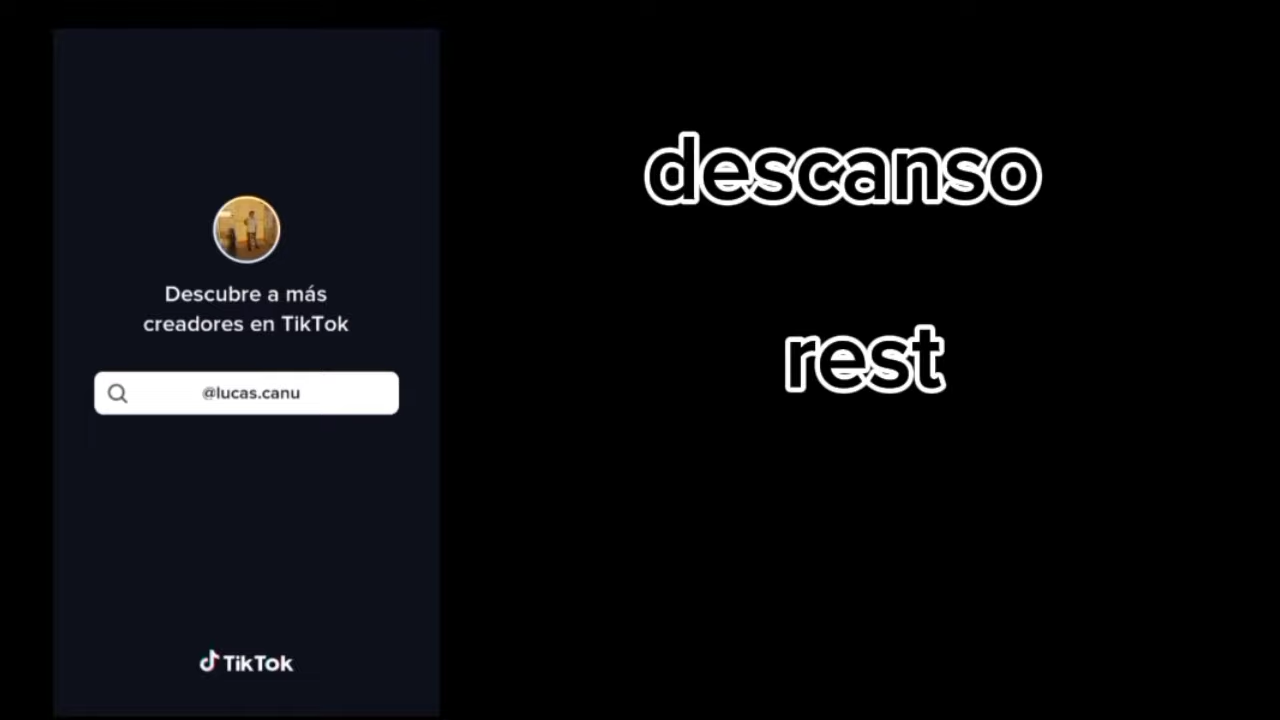 Descubre a más
creadores en TikTok
@lucas.canu
TikTok
descanso
rest